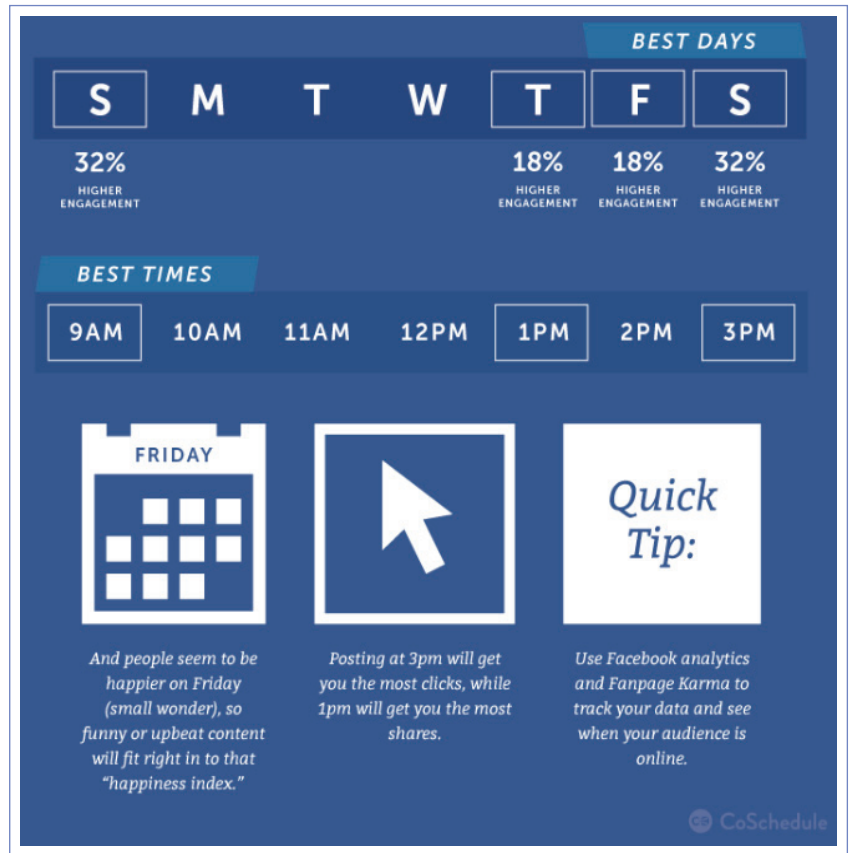 BEST DAYS
S M T W T F S
32% 18% 18% 32%
HIGHER HIGHER HIGHER HIGHER
ENGAGEMENT ENGAGEMENT ENGAGEMENT ENGAGEMENT
BEST TIMES
9AM 10AM 11AM 12PM 1PM 2PM 3PM
FRIDAY
And people seem to be
happier on Friday
(small wonder), so
funny or upbeat content
will fit right in to that
“happiness index.”
Posting at 3pm will get
you the most clicks, while
1pm will get you the most
shares.
Quick
Tip:
Use Facebook analytics
and Fanpage Karma to
track your data and see
when your audience is
online.
CoSchedule